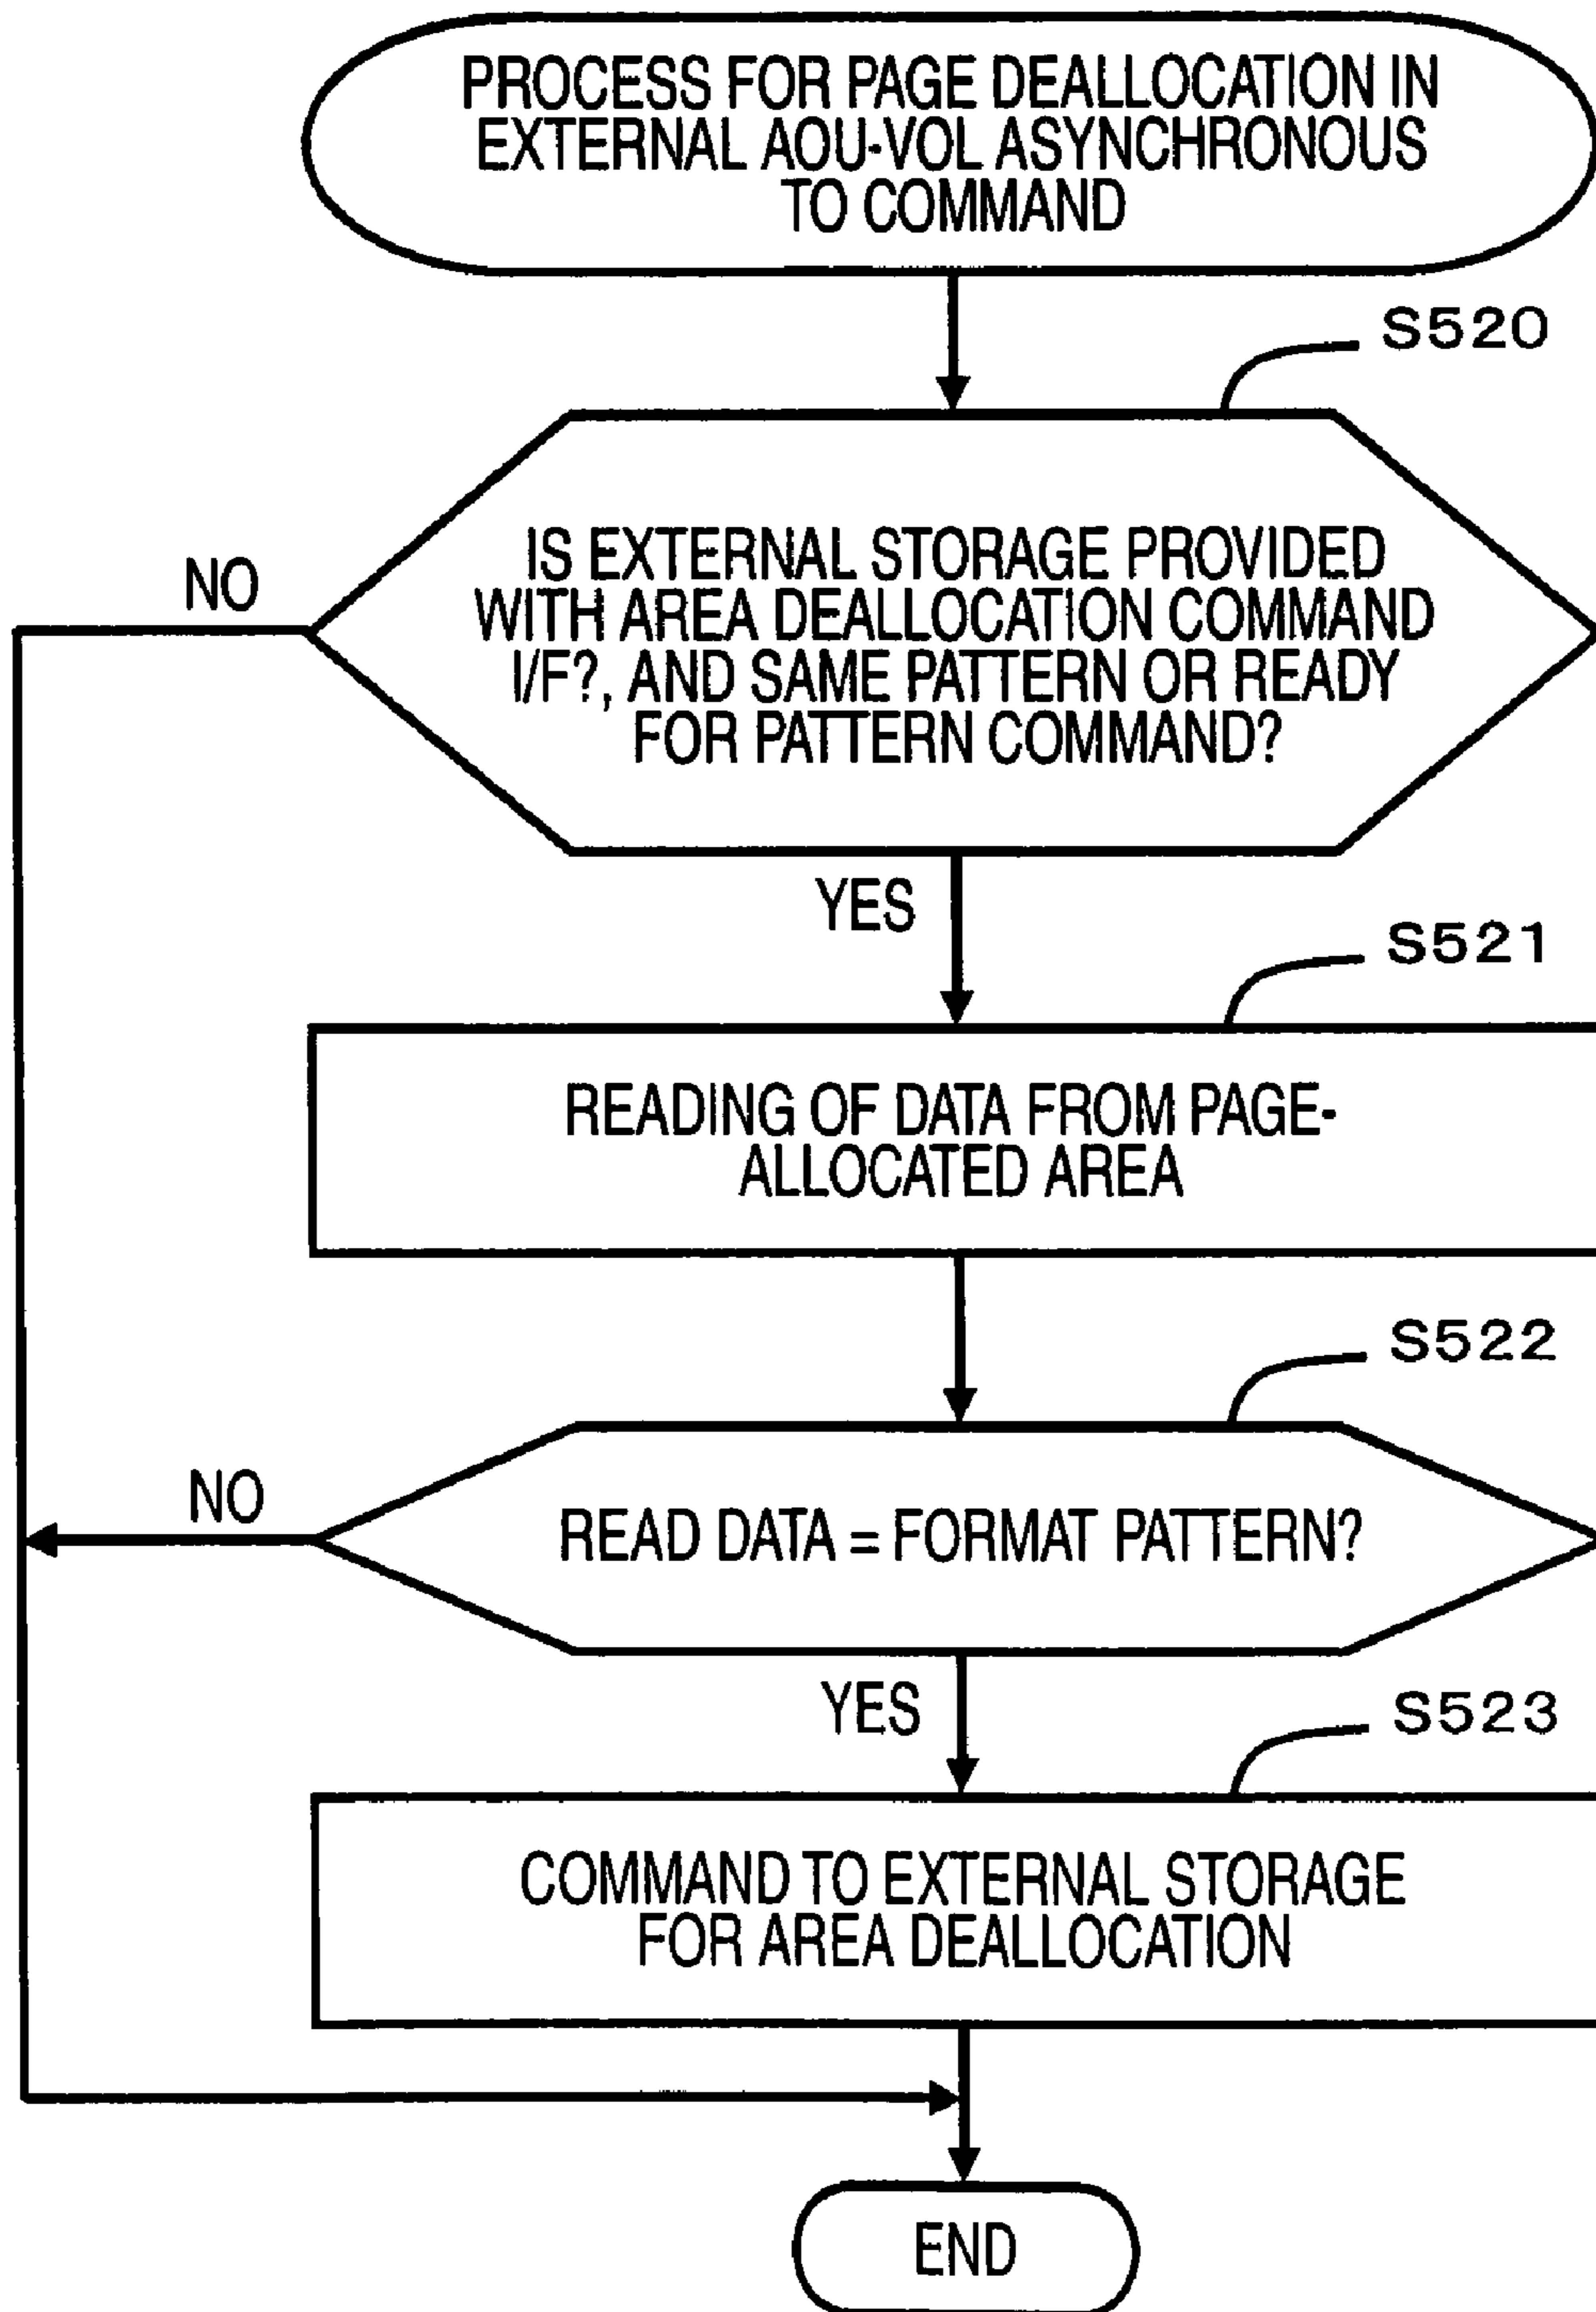 PROCESS FOR PAGE DEALLOCATION IN
EXTERNAL AOU-VOL ASYNCHRONOUS
TO COMMAND
S520
IS EXTERNAL STORAGE PROVIDED
WITH AREA DEALLOCATION COMMAND
I/F?, AND SAME PATTERN OR READY
FOR PATTERN COMMAND?
NO
YES
S521
READING OF DATA FROM PAGE-
ALLOCATED AREA
S522
READ DATA = FORMAT PATTERN?
NO
YES
S523
COMMAND TO EXTERNAL STORAGE
FOR AREA DEALLOCATION
END